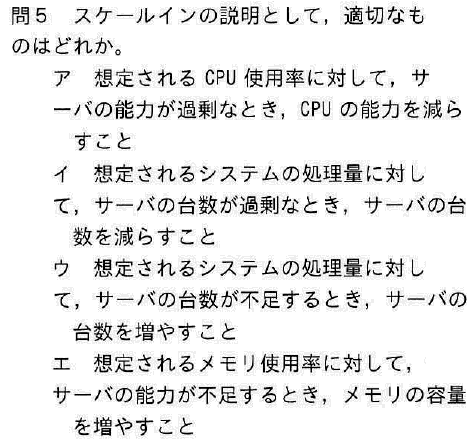 問5 スケールインの説明として，適切なも
のはどれか。
ア 想定される CPU 使用率に対して，サ
ーバの能力が過剰なとき，CPU の能力を減ら
すこと
イ 想定されるシステムの処理量に対し
て，サーバの台数が過剰なとき，サーバの台
数を減らすこと
ウ 想定されるシステムの処理量に対し
て，サーバの台数が不足するとき，サーバの
台数を増やすこと
エ 想定されるメモリ使用率に対して，
サーバの能力が不足するとき，メモリの容量
を増やすこと